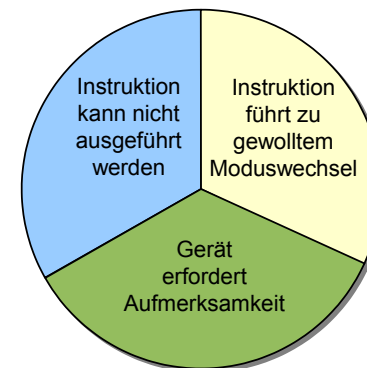 Instruktion
kann nicht
ausgeführt
werden
Instruktion
führt zu
gewolltem
Moduswechsel
Gerät
erfordert
Aufmerksamkeit